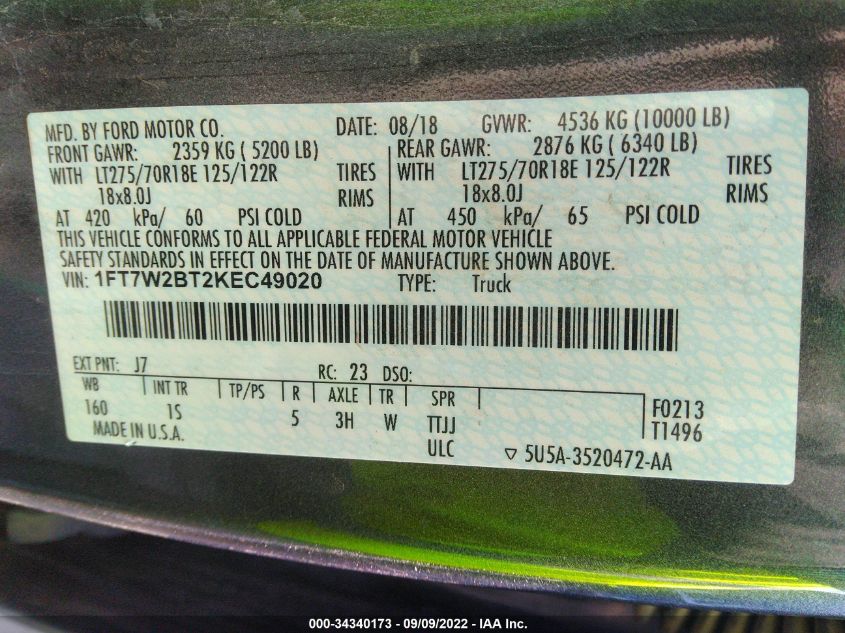 MFD. BY FORD MOTOR CO. DATE: 08/18 GVWR: 4536 KG (10000 LB)
FRONT GAWR: 2359 KG ( 5200 LB) REAR GAWR: 2876 KG ( 6340 LB)
WITH LT275/70R18E 125/122R TIRES WITH LT275/70R18E 125/122R TIRES
18x8.0J RIMS 18x8.0J RIMS
AT 420 kPa/ 60 PSI COLD AT 450 kPa/ 65 PSI COLD
THIS VEHICLE CONFORMS TO ALL APPLICABLE FEDERAL MOTOR VEHICLE
SAFETY STANDARDS IN EFFECT ON THE DATE OF MANUFACTURE SHOWN ABOVE.
VIN: 1FT7W2BT2KEC49020 TYPE: Truck
EXT PNT: J7 RC: 23 DSO:
WB INT TR TP/PS R AXLE TR SPR
160 1S 5 3H W TTJJ F0213
MADE IN U.S.A. ULC T1496
▽ 5U5A-3520472-AA
000-34340173 - 09/09/2022 - IAA Inc.